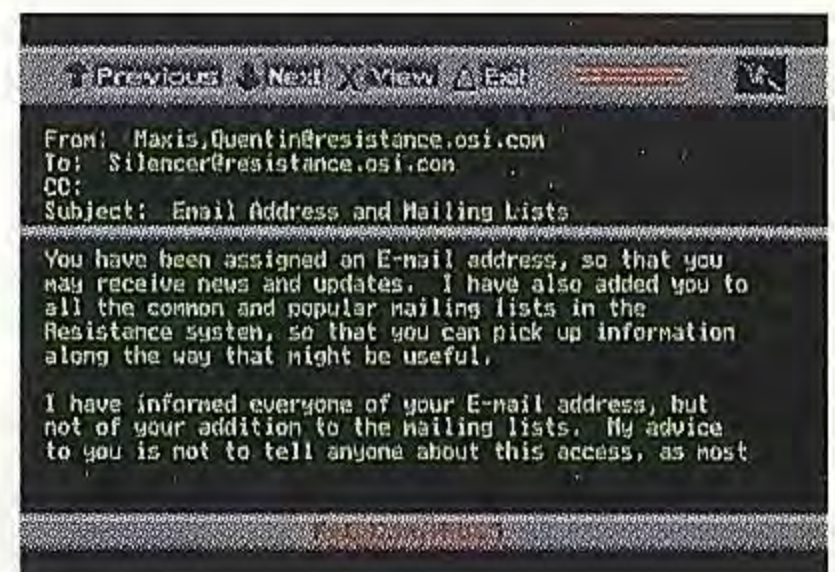 Previous Next X View Exit
From: Maxis,Quentin@resistance.osi.com
To: Silencer@resistance.osi.com
CC:
Subject: Email Address and Mailing Lists
You have been assigned an E-mail address, so that you
may receive news and updates. I have also added you to
all the common and popular mailing lists in the
Resistance system, so that you can pick up information
along the way that might be useful.
I have informed everyone of your E-mail address, but
not of your addition to the mailing lists. My advice
to you is not to tell anyone about this access, as most